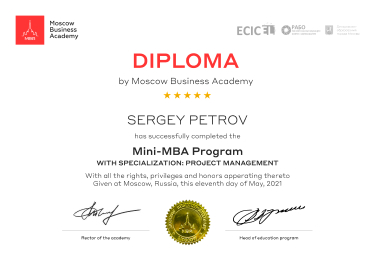 Moscow
Business
Academy
MBA
ECICEL
РАБО
DIPLOMA
by Moscow Business Academy
SERGEY PETROV
has successfully completed the
Mini-MBA Program
WITH SPECIALIZATION: PROJECT MANAGEMENT
With all the rights, privileges and honors apperating thereto
Given at Moscow, Russia, this eleventh day of May, 2021
Rector of the academy
Head of education program